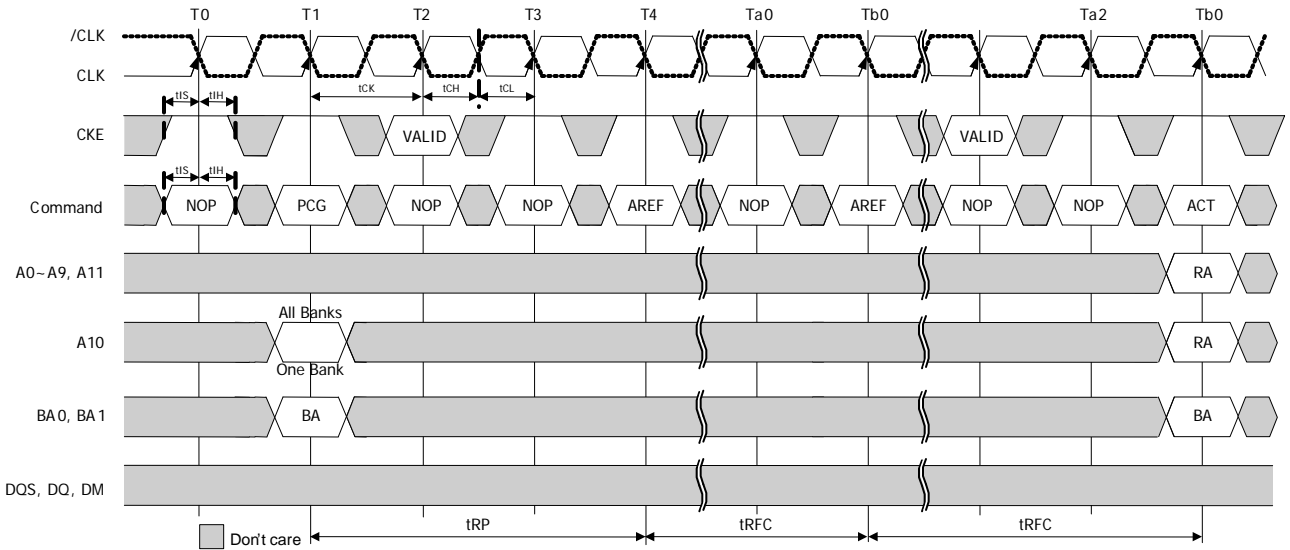 T0 T1 T2 T3 T4 Ta0 Tb0 Ta2 Tb0
/CLK
CLK
tCK tCH tCL
tIS tIH
CKE VALID VALID
tIS tIH
Command NOP PCG NOP NOP AREF NOP AREF NOP NOP ACT
A0~A9, A11 RA
All Banks
A10 RA
One Bank
BA0, BA1 BA BA
DQS, DQ, DM
tRP tRFC tRFC
Don't care